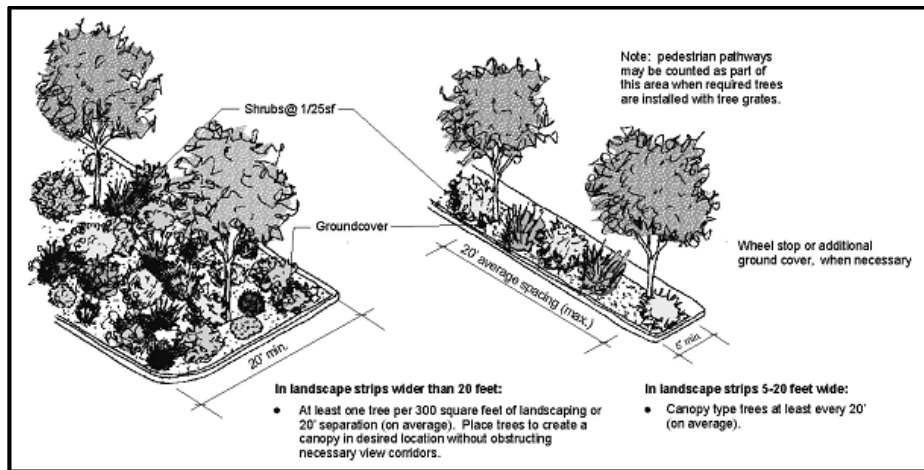 Note: pedestrian pathways
may be counted as part of
this area when required trees
are installed with tree grates.
Shrubs@ 1/25sf
Groundcover
Wheel stop or additional
ground cover, when necessary
20' average spacing (max.)
20' min.
min.
In landscape strips wider than 20 feet:
• At least one tree per 300 square feet of landscaping or
20' separation (on average). Place trees to create a
canopy in desired location without obstructing
necessary view corridors.
In landscape strips 5-20 feet wide:
• Canopy type trees at least every 20'
(on average).